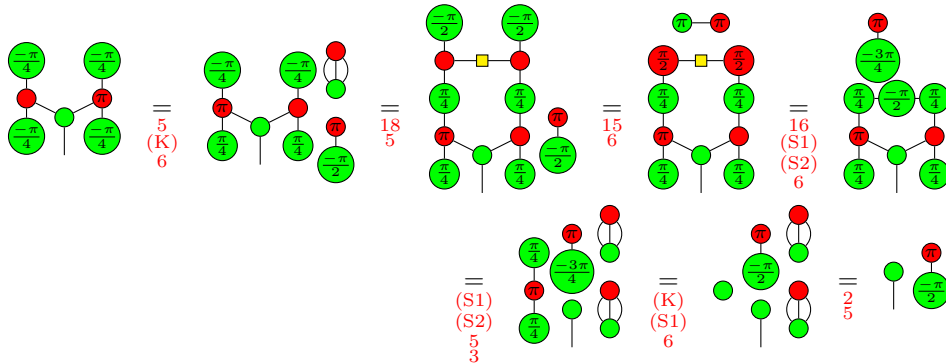 -π/4 -π/4
π
-π/4 -π/4
=
5
(K)
6
-π/4 -π/4
π
π/4 π/4
π
-π/2
=
18
5
-π/2 -π/2
π/4 π/4
π
π/4 π/4
π
-π/2
=
15
6
π π
π/2 π/2
π/4 π/4
π
π/4 π/4
=
16
(S1)
(S2)
6
π
-3π/4
π/4 -π/2 π/4
π
π/4 π/4
=
(S1)
(S2)
5
3
π/4
π
π/4
π
-3π/4
=
(K)
(S1)
6
π
-π/2
=
2
5
π
-π/2